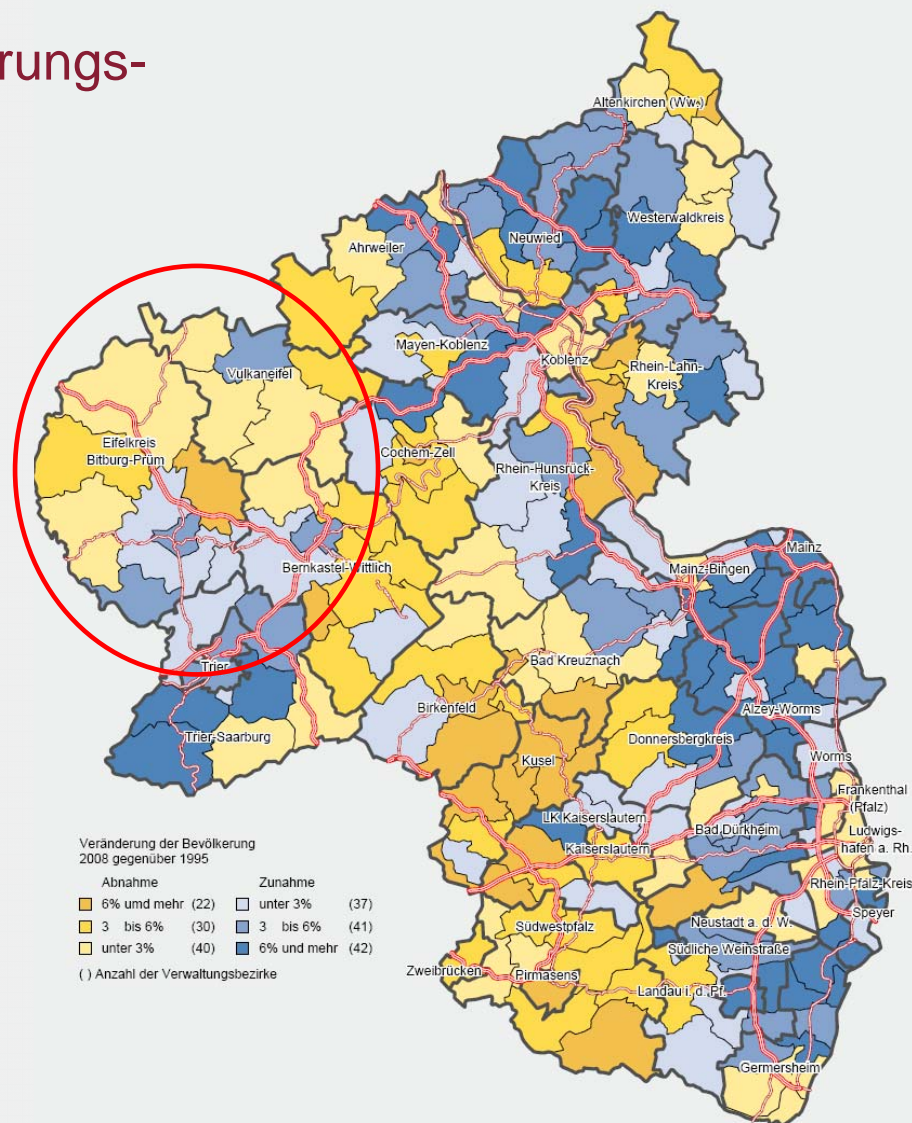 rungs-
Altenkirchen (Ww.)
Westerwaldkreis
Neuwied
Ahrweiler
Mayen-Koblenz
Koblenz
Rhein-Lahn-
Kreis
Vulkaneifel
Eifelkreis
Bitburg-Prüm
Cochem-Zell
Rhein-Hunsrück-
Kreis
Bernkastel-Wittlich
Mainz
Mainz-Bingen
Trier
Bad Kreuznach
Birkenfeld
Alzey-Worms
Trier-Saarburg
Donnersbergkreis
Worms
Kusel
Frankenthal
(Pfalz)
LK Kaiserslautern
Bad Dürkheim
Ludwigs-
hafen a. Rh.
Kaiserslautern
Rhein-Pfalz-Kreis
Speyer
Neustadt a. d. W.
Südwestpfalz
Südliche Weinstraße
Zweibrücken
Pirmasens
Landau i. d. Pf.
Germersheim
Veränderung der Bevölkerung
2008 gegenüber 1995
Abnahme Zunahme
6% umd mehr (22) unter 3% (37)
3 bis 6% (30) 3 bis 6% (41)
unter 3% (40) 6% und mehr (42)
( ) Anzahl der Verwaltungsbezirke